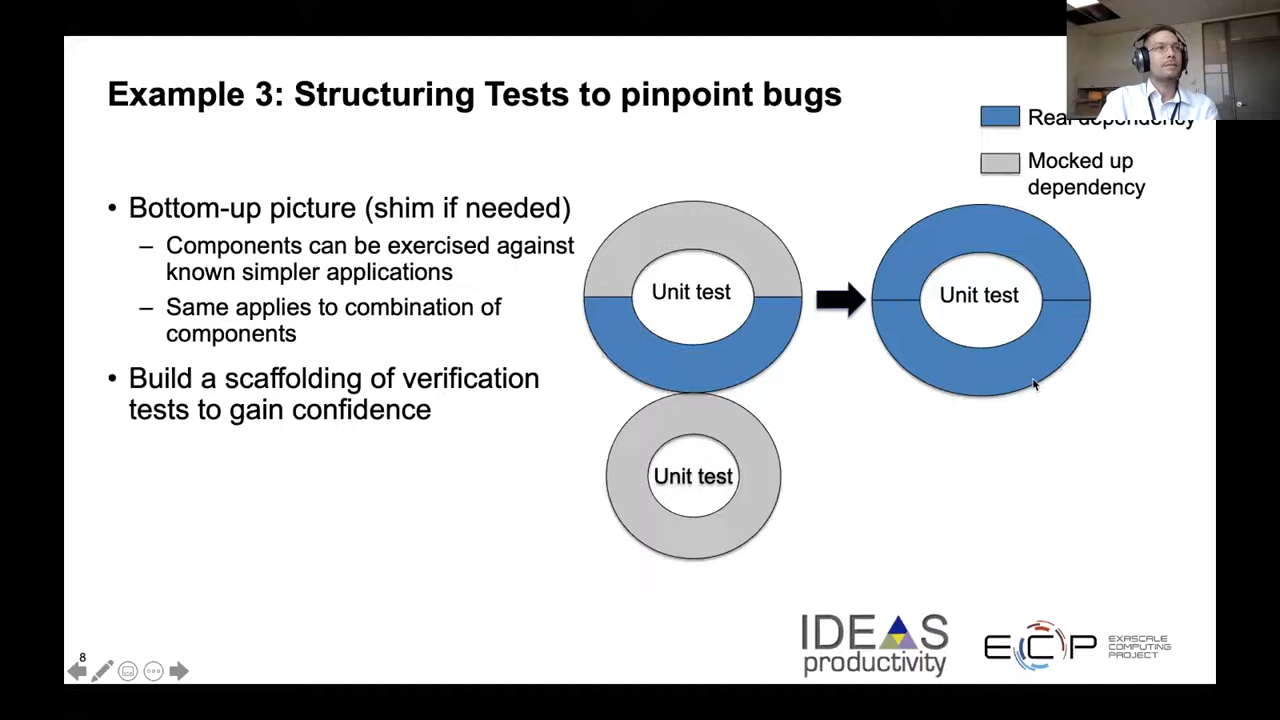 Example 3: Structuring Tests to pinpoint bugs
Real dependency
Mocked up
dependency
• Bottom-up picture (shim if needed)
– Components can be exercised against
known simpler applications
– Same applies to combination of
components
• Build a scaffolding of verification
tests to gain confidence
Unit test
Unit test
Unit test
8
IDEAS
productivity
ECP
EXASCALE
COMPUTING
PROJECT